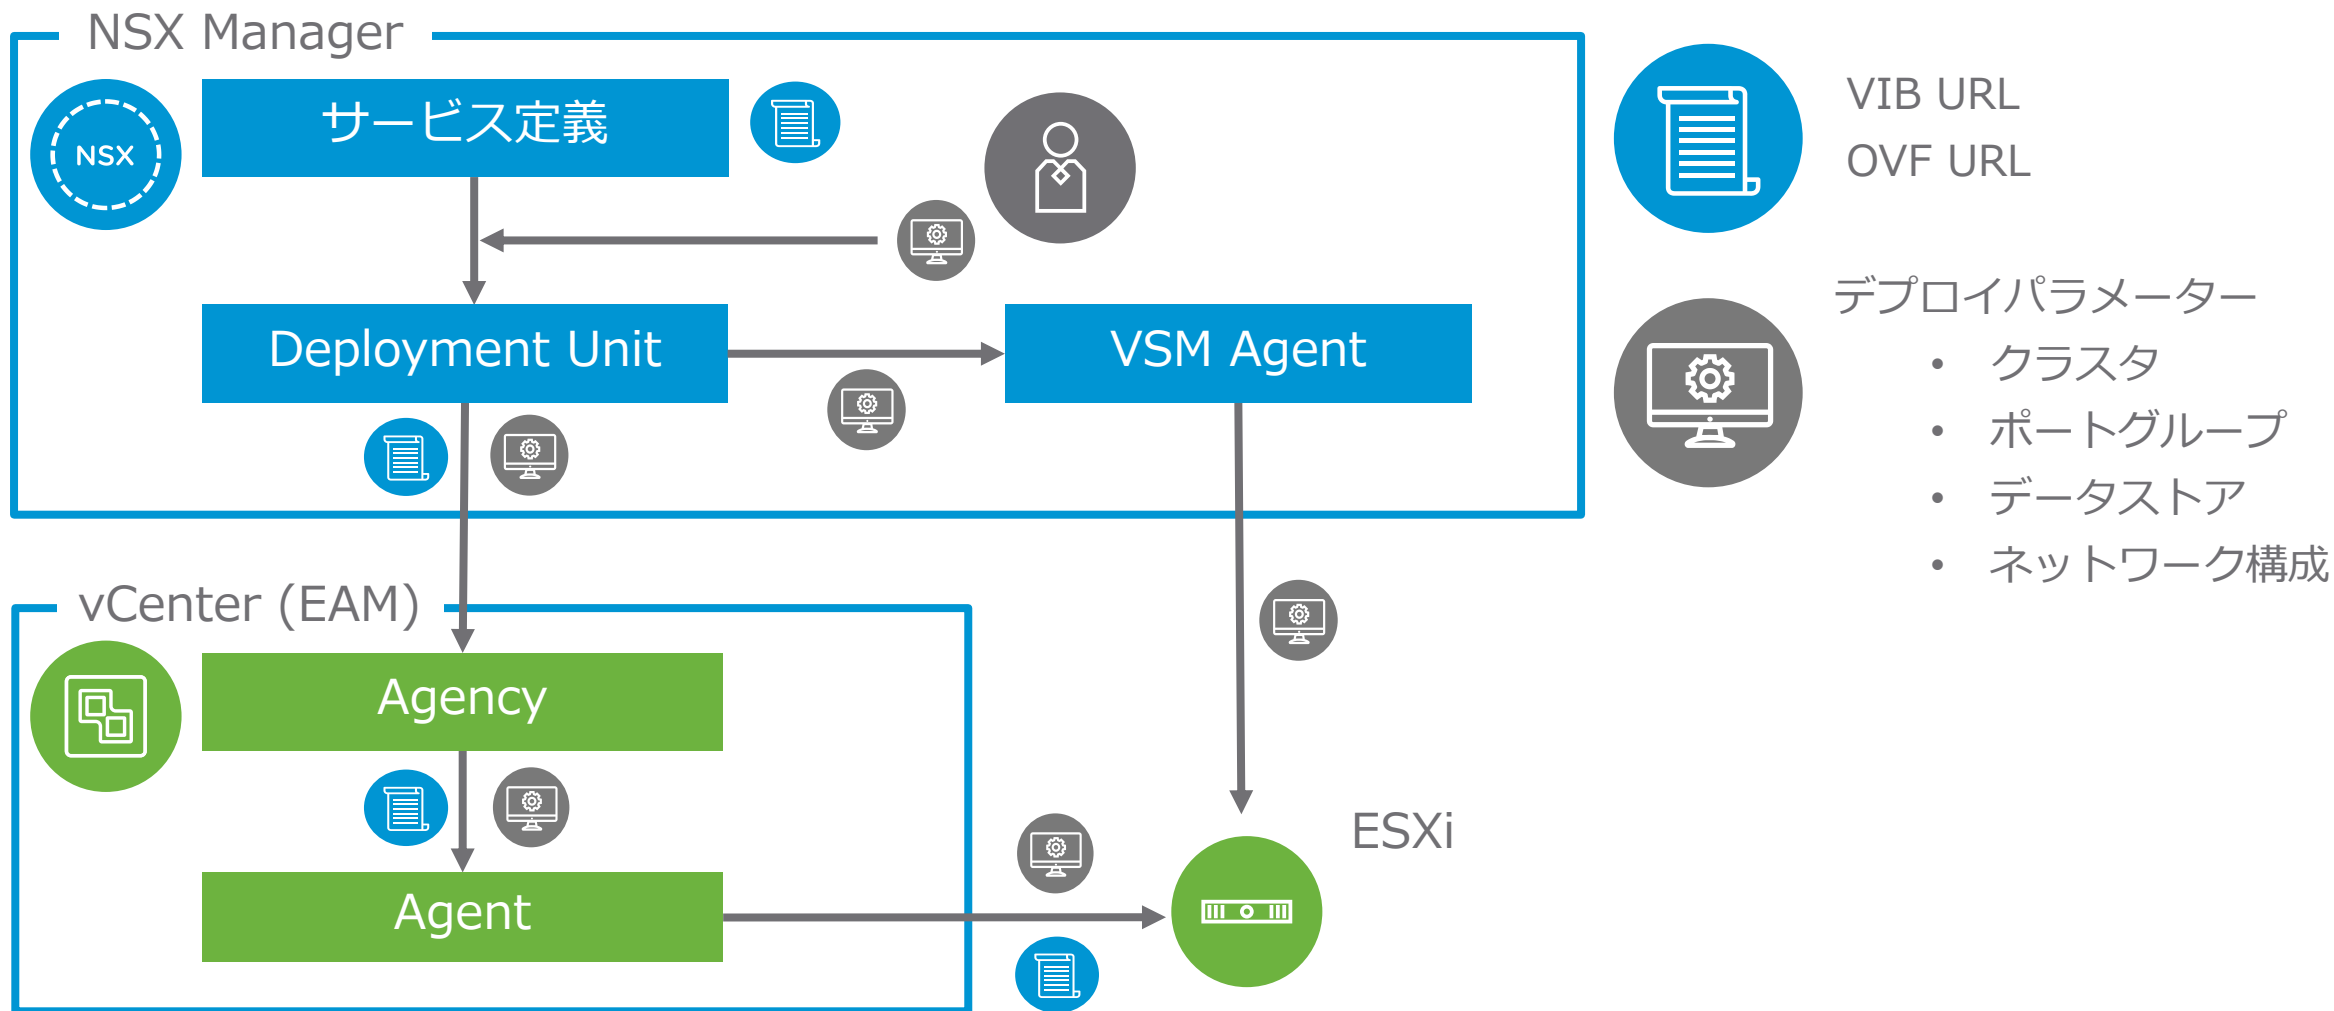 NSX Manager
NSX
サービス定義
Deployment Unit
VSM Agent
vCenter (EAM)
Agency
Agent
ESXi
VIB URL
OVF URL
デプロイパラメーター
• クラスタ
• ポートグループ
• データストア
• ネットワーク構成